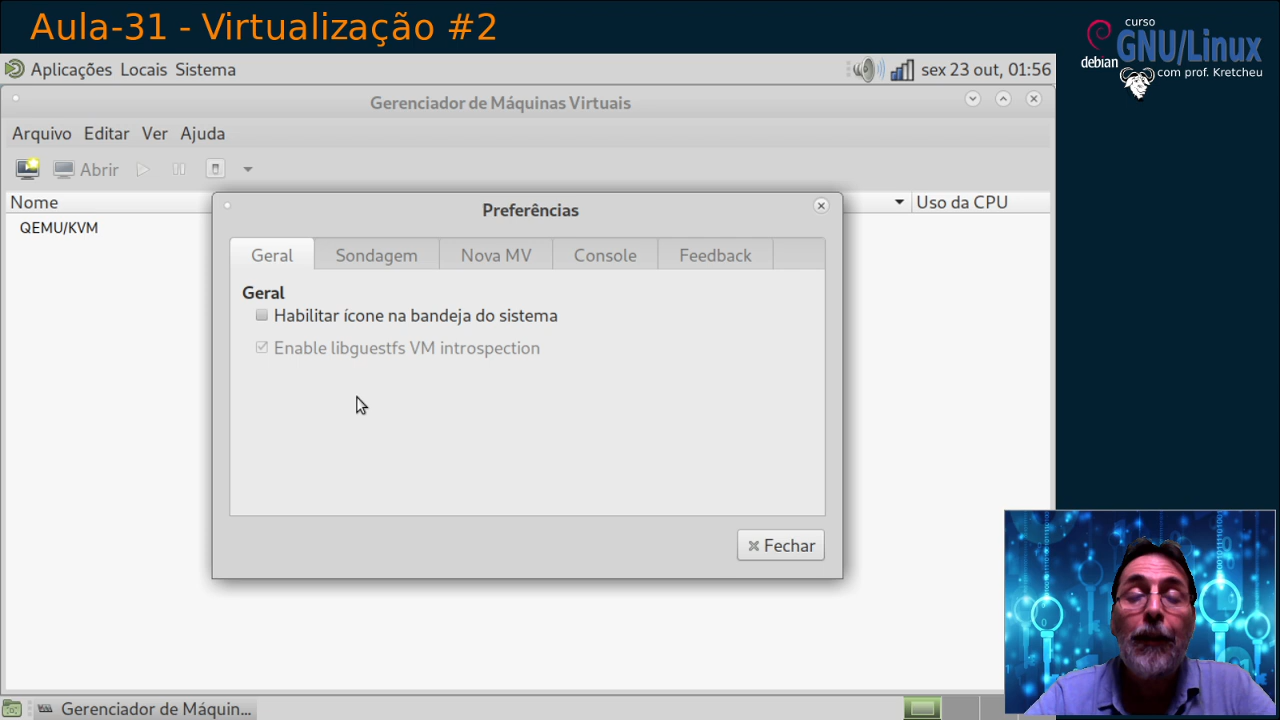 Aula-31 - Virtualização #2
curso
GNU/Linux
debian
com prof. Kretcheu
Aplicações Locais Sistema
sex 23 out, 01:56
Gerenciador de Máquinas Virtuais
Arquivo Editar Ver Ajuda
Abrir
Nome
Uso da CPU
QEMU/KVM
Preferências
Geral Sondagem Nova MV Console Feedback
Geral
Habilitar ícone na bandeja do sistema
Enable libguestfs VM introspection
Fechar
Gerenciador de Máquin...